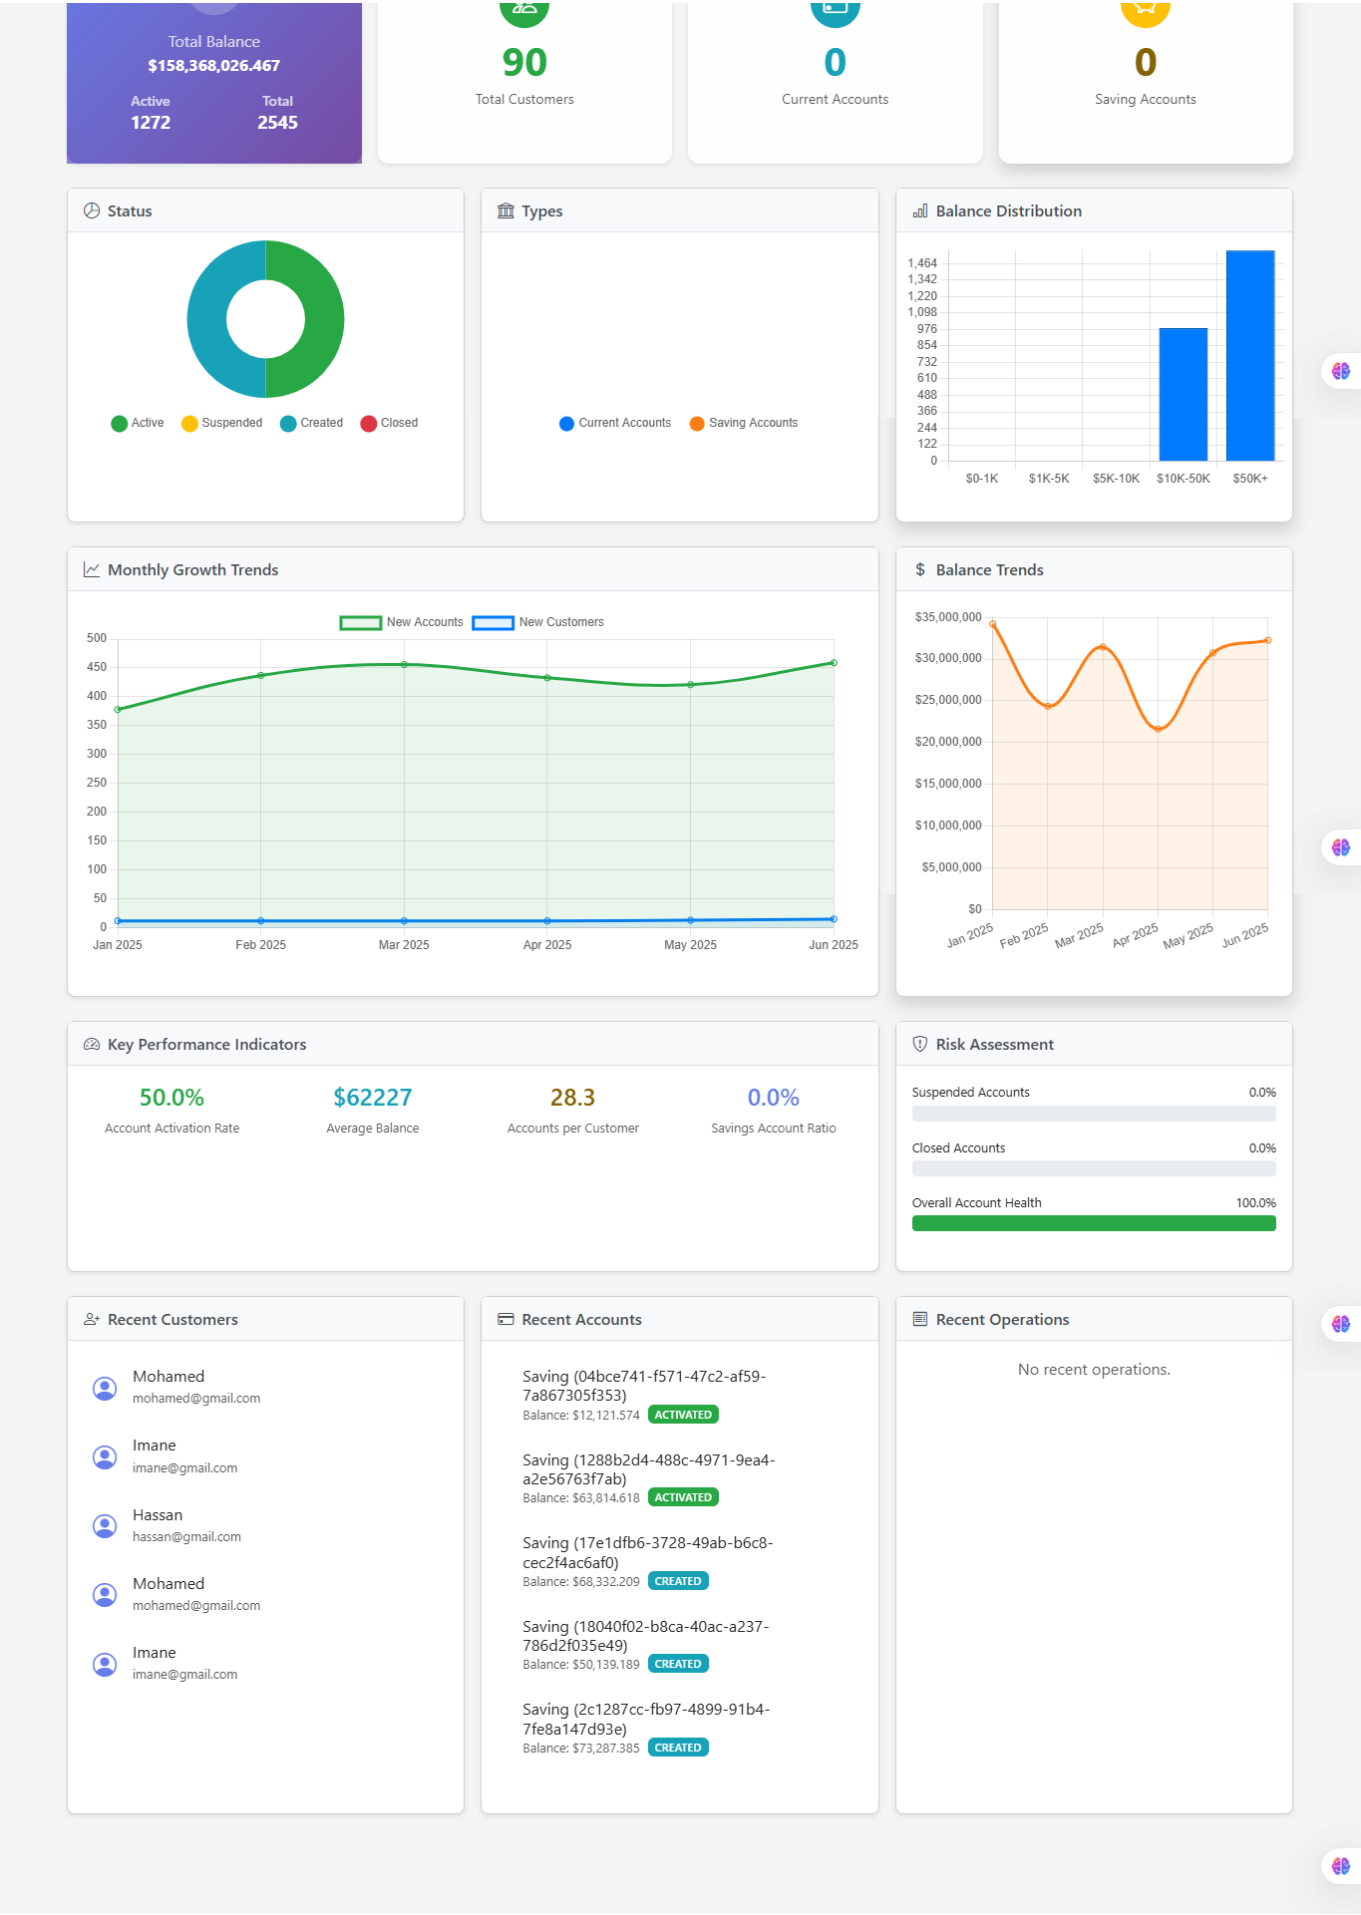 Total Balance
$158,368,026.467
Active
Total
1272
2545
90
Total Customers
0
Current Accounts
0
Saving Accounts
Status
Active
Suspended
Created
Closed
Types
Current Accounts
Saving Accounts
Balance Distribution
1,464
1,342
1,220
1,098
976
854
732
610
488
366
244
122
0
$0-1K
$1K-5K
$5K-10K
$10K-50K
$50K+
Monthly Growth Trends
New Accounts
New Customers
500
450
400
350
300
250
200
150
100
50
0
Jan 2025
Feb 2025
Mar 2025
Apr 2025
May 2025
Jun 2025
$ Balance Trends
$35,000,000
$30,000,000
$25,000,000
$20,000,000
$15,000,000
$10,000,000
$5,000,000
$0
Jan 2025
Feb 2025
Mar 2025
Apr 2025
May 2025
Jun 2025
Key Performance Indicators
50.0%
Account Activation Rate
$62227
Average Balance
28.3
Accounts per Customer
0.0%
Savings Account Ratio
Risk Assessment
Suspended Accounts
0.0%
Closed Accounts
0.0%
Overall Account Health
100.0%
Recent Customers
Mohamed
mohamed@gmail.com
Imane
imane@gmail.com
Hassan
hassan@gmail.com
Mohamed
mohamed@gmail.com
Imane
imane@gmail.com
Recent Accounts
Saving (04bce741-f571-47c2-af59-
7a867305f353)
Balance: $12,121.574 ACTIVATED
Saving (1288b2d4-488c-4971-9ea4-
a2e56763f7ab)
Balance: $63,814.618 ACTIVATED
Saving (17e1dfb6-3728-49ab-b6c8-
cec2f4ac6af0)
Balance: $68,332.209 CREATED
Saving (18040f02-b8ca-40ac-a237-
786d2f035e49)
Balance: $50,139.189 CREATED
Saving (2c1287cc-fb97-4899-91b4-
7fe8a147d93e)
Balance: $73,287.385 CREATED
Recent Operations
No recent operations.